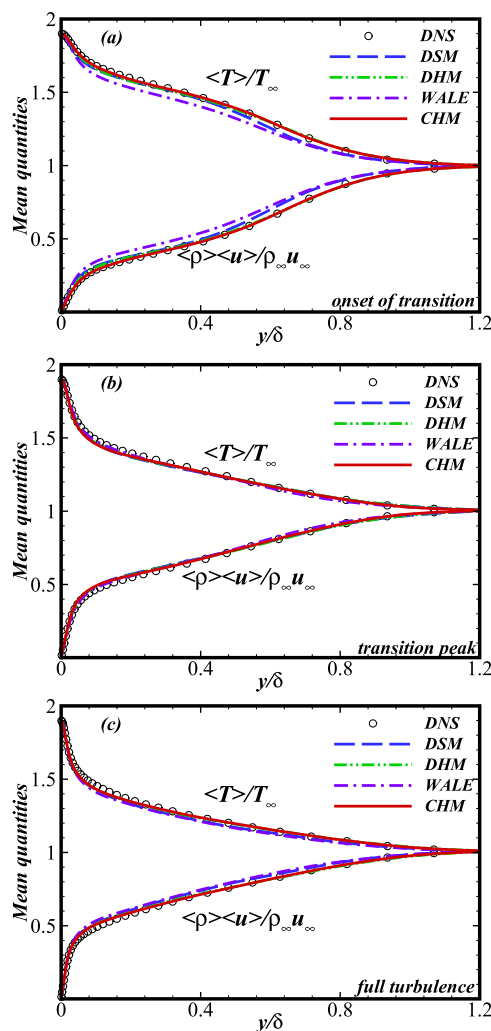 (a)
DNS
DSM
DHM
WALE
CHM
<T>/T∞
<ρ><u>/ρ∞u∞
onset of transition
Mean quantities
2
1.5
1
0.5
0
0 0.4 0.8 1.2
y/δ
(b)
DNS
DSM
DHM
WALE
CHM
<T>/T∞
<ρ><u>/ρ∞u∞
transition peak
Mean quantities
2
1.5
1
0.5
0
0 0.4 0.8 1.2
y/δ
(c)
DNS
DSM
DHM
WALE
CHM
<T>/T∞
<ρ><u>/ρ∞u∞
full turbulence
Mean quantities
2
1.5
1
0.5
0
0 0.4 0.8 1.2
y/δ